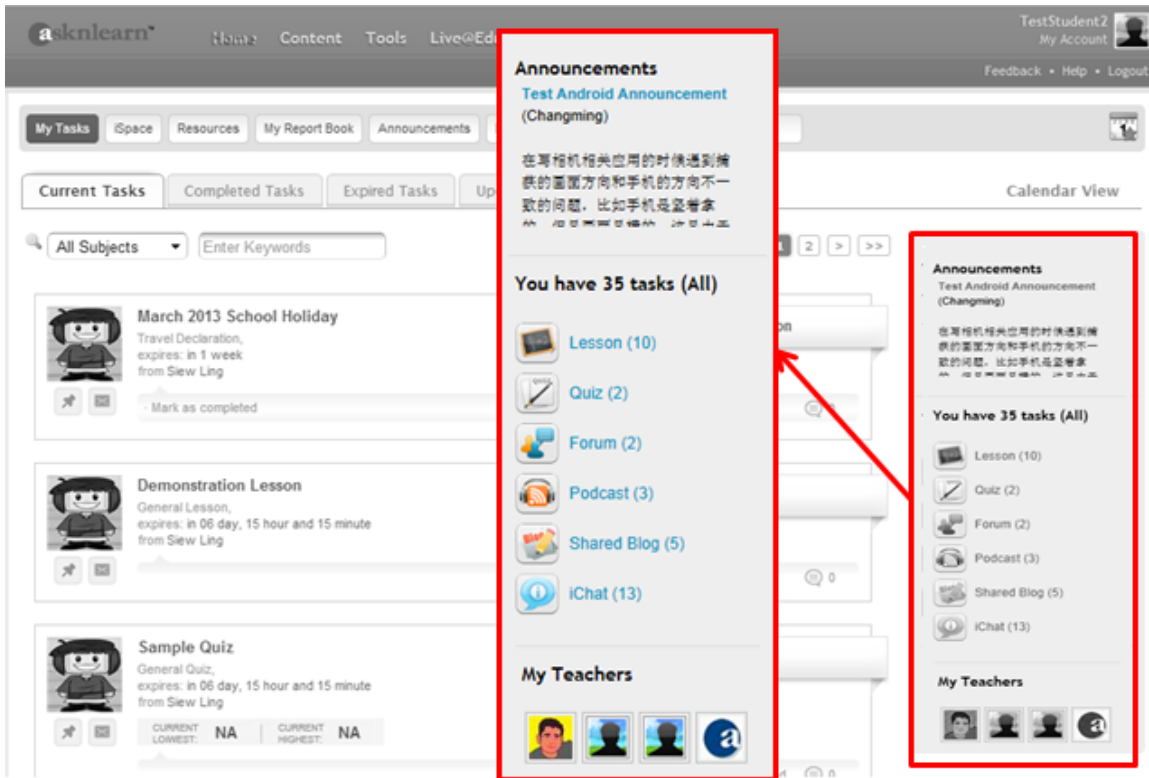 asknlearn
Home Content Tools Live@Edu
TestStudent2
My Account
Feedback • Help • Logout
My Tasks iSpace Resources My Report Book Announcements
Current Tasks Completed Tasks Expired Tasks
Calendar View
All Subjects Enter Keywords
2 > >>
March 2013 School Holiday
Travel Declaration,
expires: in 1 week
from Siew Ling
- Mark as completed
Demonstration Lesson
General Lesson,
expires: in 06 day, 15 hour and 15 minute
from Siew Ling
0
Sample Quiz
General Quiz,
expires: in 06 day, 15 hour and 15 minute
from Siew Ling
CURRENT LOWEST: NA CURRENT HIGHEST: NA
Announcements
Test Android Announcement
(Changming)
在写相机相关应用的时候遇到捕
获的画面方向和手机的方向不一
致的问题，比如手机是竖着拿
You have 35 tasks (All)
Lesson (10)
Quiz (2)
Forum (2)
Podcast (3)
Shared Blog (5)
iChat (13)
My Teachers
Announcements
Test Android Announcement
(Changming)
在写相机相关应用的时候遇到捕
获的画面方向和手机的方向不一
致的问题，比如手机是竖着拿
You have 35 tasks (All)
Lesson (10)
Quiz (2)
Forum (2)
Podcast (3)
Shared Blog (5)
iChat (13)
My Teachers